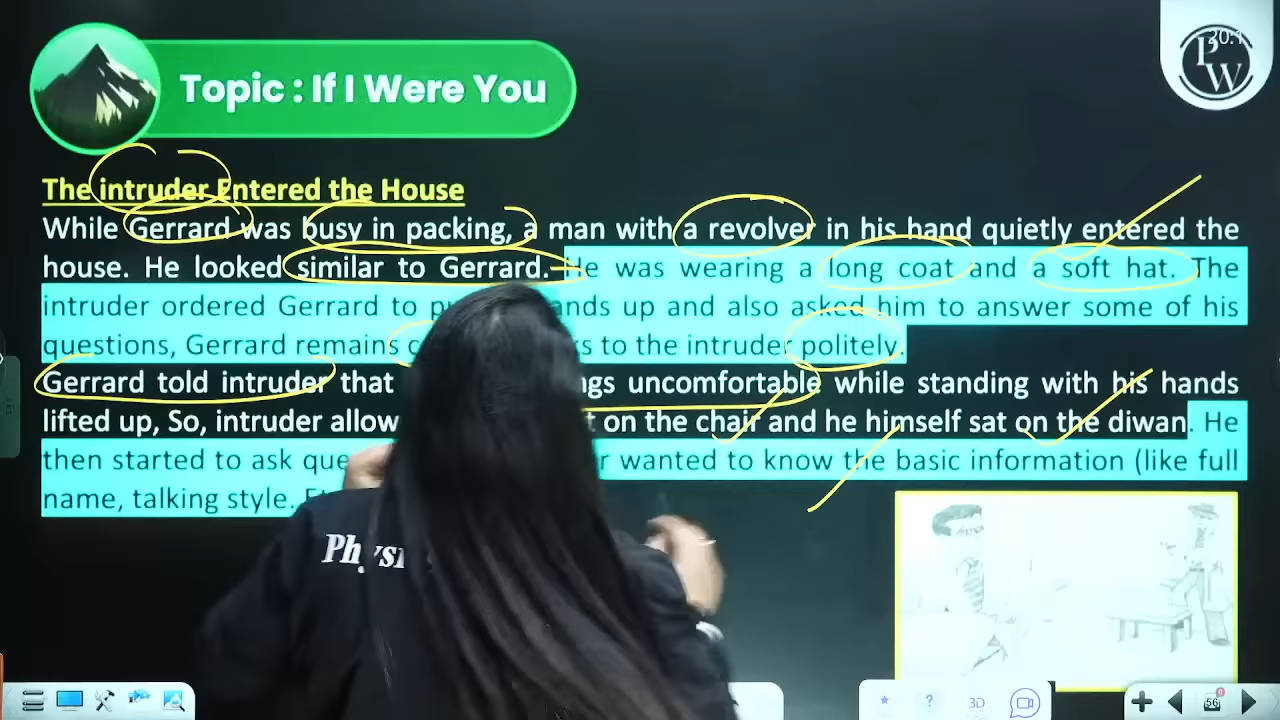 20:1
PW
Topic : If I Were You
The intruder Entered the House
While Gerrard was busy in packing, a man with a revolver in his hand quietly entered the
house. He looked similar to Gerrard. He was wearing a long coat and a soft hat. The
intruder ordered Gerrard to hands up and also asked him to answer some of his
questions, Gerrard remains to the intruder politely.
Gerrard told intruder that uncomfortable while standing with his hands
lifted up, So, intruder on the chair and he himself sat on the diwan. He
then started to ask wanted to know the basic information (like full
name, talking style.
3D
56